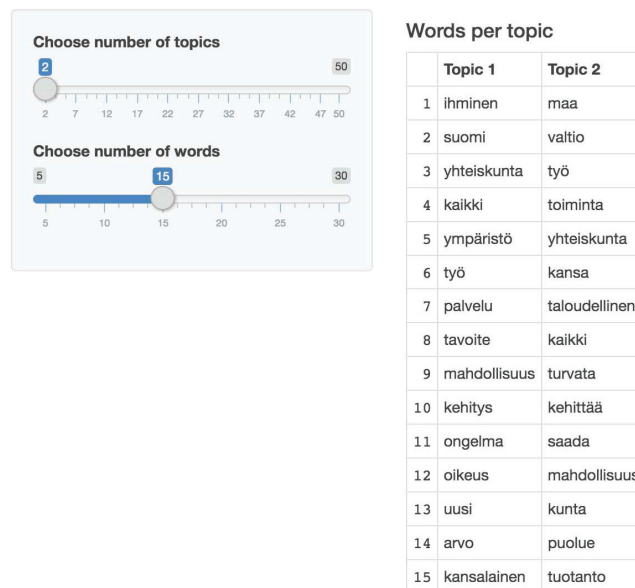 Choose number of topics
2 50
2 7 12 17 22 27 32 37 42 47 50
Choose number of words
5 15 30
5 10 15 20 25 30
Words per topic
Topic 1 Topic 2
1 ihminen maa
2 suomi valtio
3 yhteiskunta työ
4 kaikki toiminta
5 ympäristö yhteiskunta
6 työ kansa
7 palvelu taloudellinen
8 tavoite kaikki
9 mahdollisuus turvata
10 kehitys kehittää
11 ongelma saada
12 oikeus mahdollisuus
13 uusi kunta
14 arvo puolue
15 kansalainen tuotanto